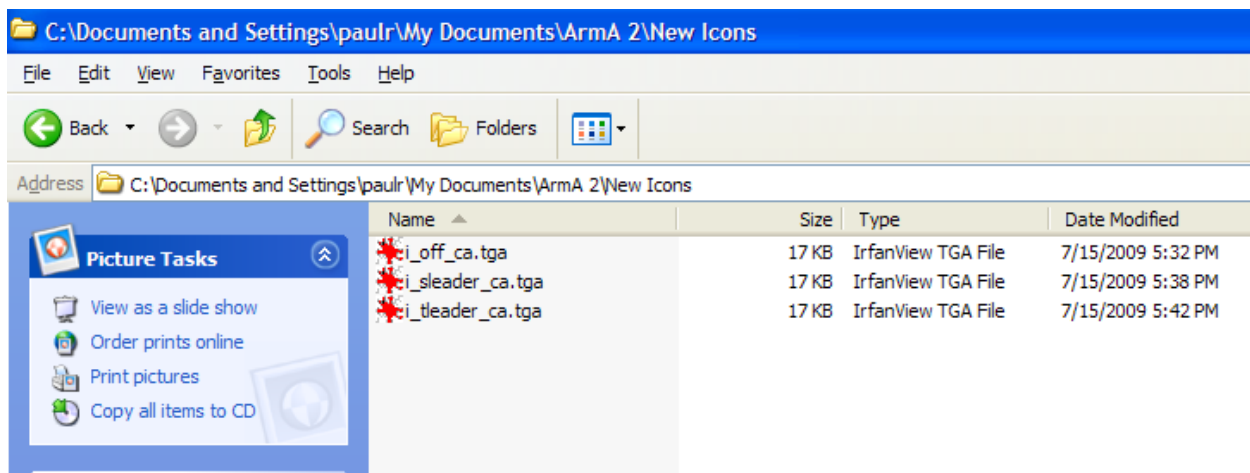 C:\Documents and Settings\paulr\My Documents\ArmA 2\New Icons
File Edit View Favorites Tools Help
Back Search Folders
Address C:\Documents and Settings\paulr\My Documents\ArmA 2\New Icons
Name Size Type Date Modified
Picture Tasks
View as a slide show
Order prints online
Print pictures
Copy all items to CD
i_off_ca.tga 17 KB IrfanView TGA File 7/15/2009 5:32 PM
i_sleader_ca.tga 17 KB IrfanView TGA File 7/15/2009 5:38 PM
i_tleader_ca.tga 17 KB IrfanView TGA File 7/15/2009 5:42 PM